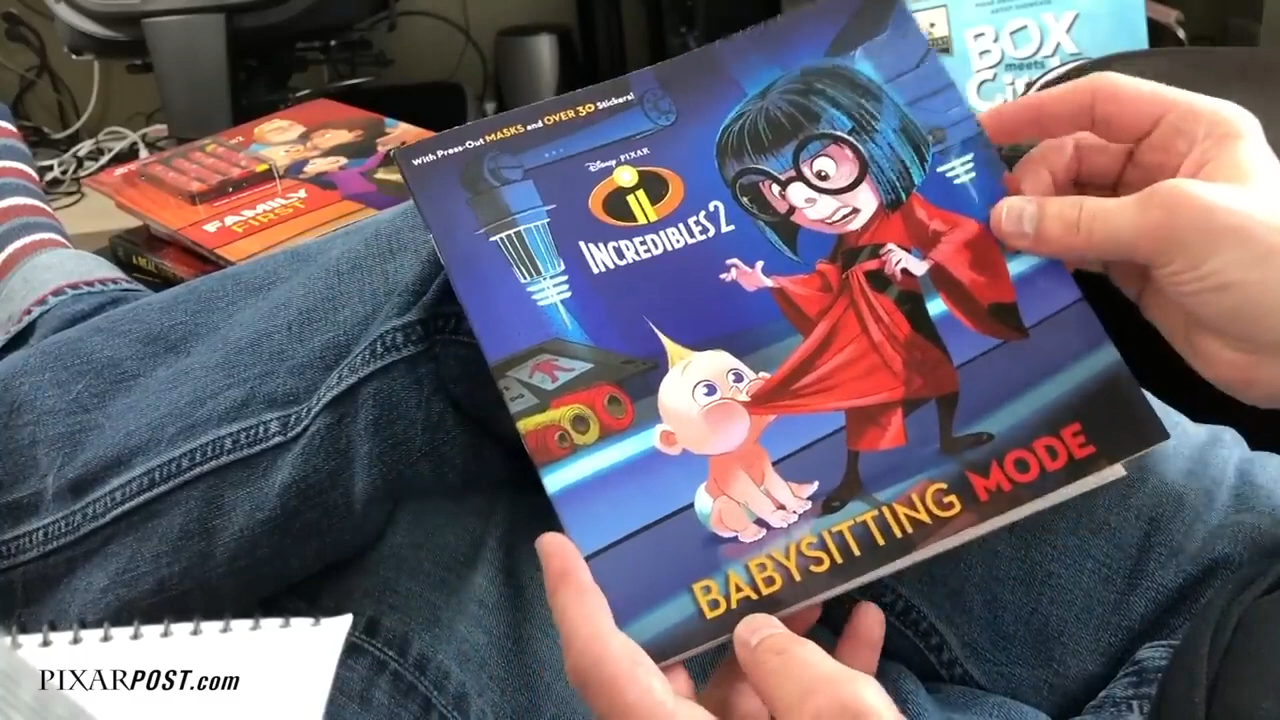 With Press-Out MASKS and OVER 30 Stickers!
Disney PIXAR
INCREDIBLES 2
BABYSITTING MODE
BOX
meets
FAMILY
FIRST
A REAL
PIXARPOST.com